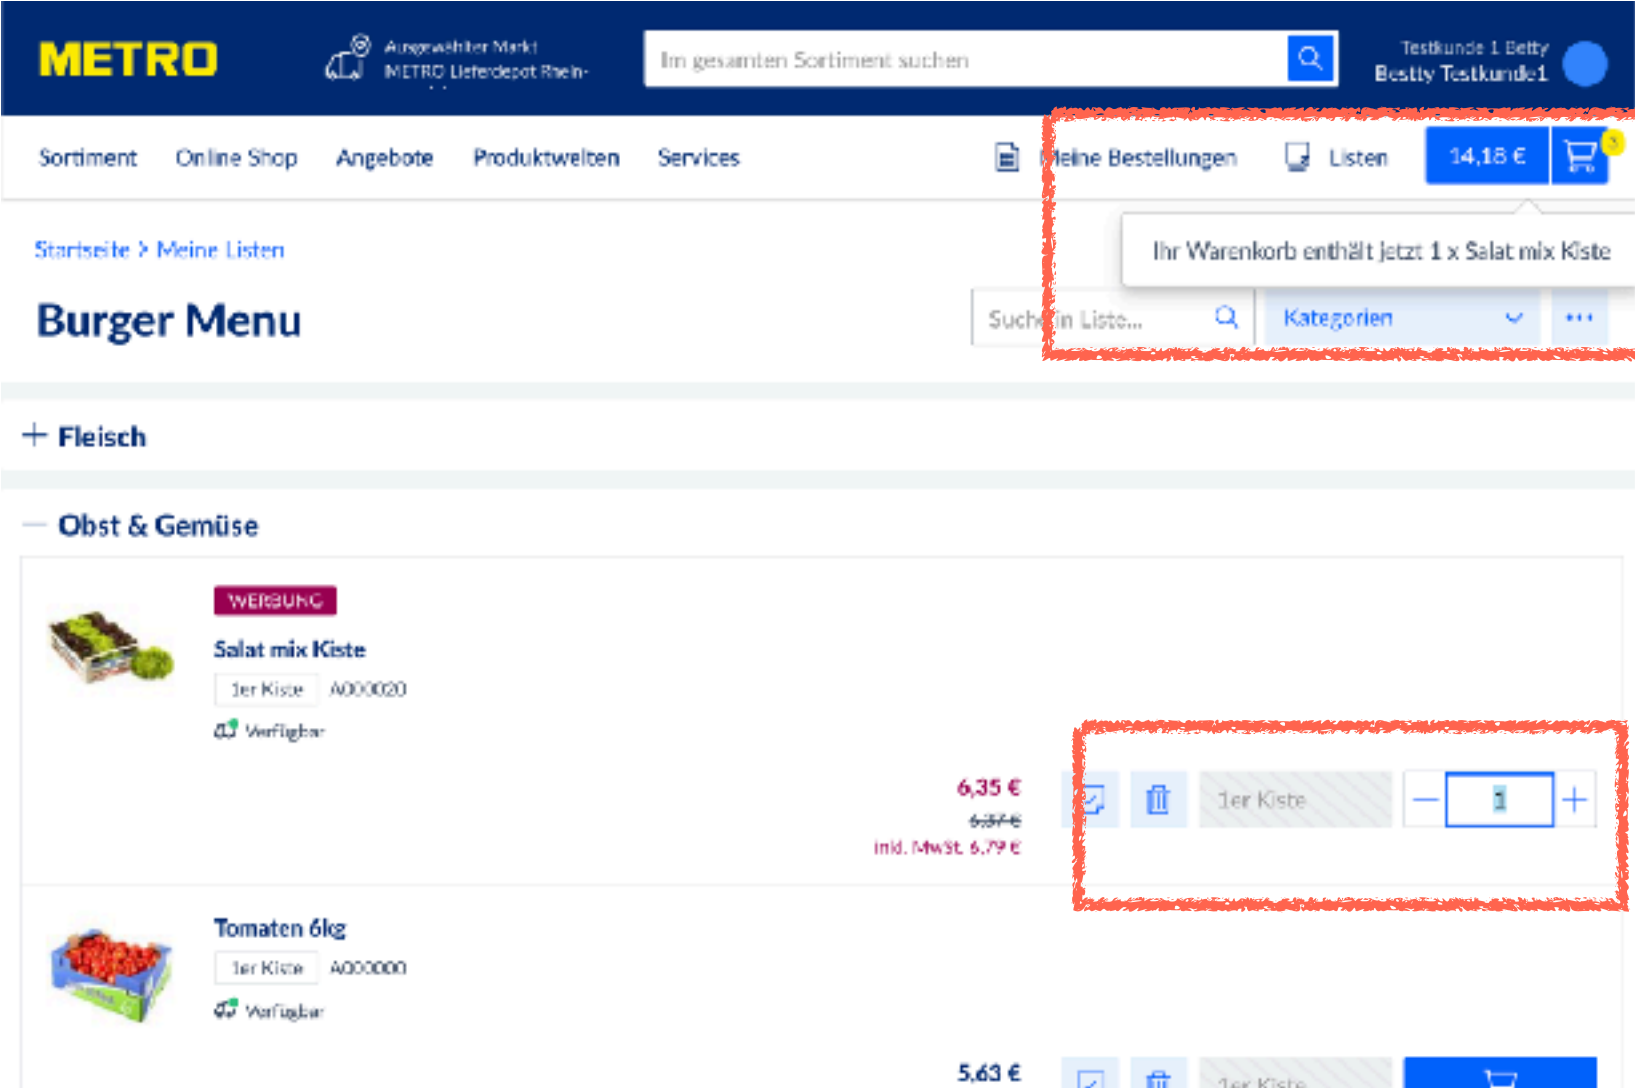 METRO
Ausgewählter Markt
METRO Lieferdepot Rhein-
Im gesamten Sortiment suchen
Testkunde 1 Betty
Bestty Testkunde1
Sortiment Online Shop Angebote Produktwelten Services
Meine Bestellungen Listen 14,18 € 3
Ihr Warenkorb enthält jetzt 1 x Salat mix Kiste
Startseite > Meine Listen
Burger Menu
Suche in Liste... Kategorien
+ Fleisch
— Obst & Gemüse
WERBUNG
Salat mix Kiste
1er Kiste A000020
Verfügbar
6,35 €
6,37 €
inkl. MwSt. 6,79 €
1er Kiste — 1 +
Tomaten 6kg
1er Kiste A000000
Verfügbar
5,63 €
1er Kiste